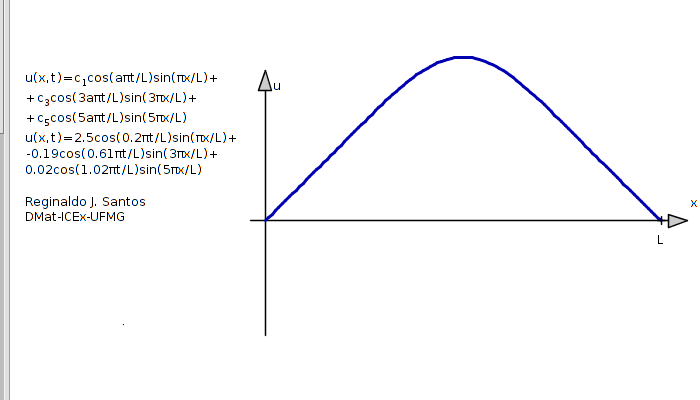 u(x,t)=c₁cos(aπt/L)sin(πx/L)+
+c₃cos(3aπt/L)sin(3πx/L)+
+c₅cos(5aπt/L)sin(5πx/L)
u(x,t)=2.5cos(0.2πt/L)sin(πx/L)+
-0.19cos(0.61πt/L)sin(3πx/L)+
0.02cos(1.02πt/L)sin(5πx/L)
Reginaldo J. Santos
DMat-ICEx-UFMG
u
x
L